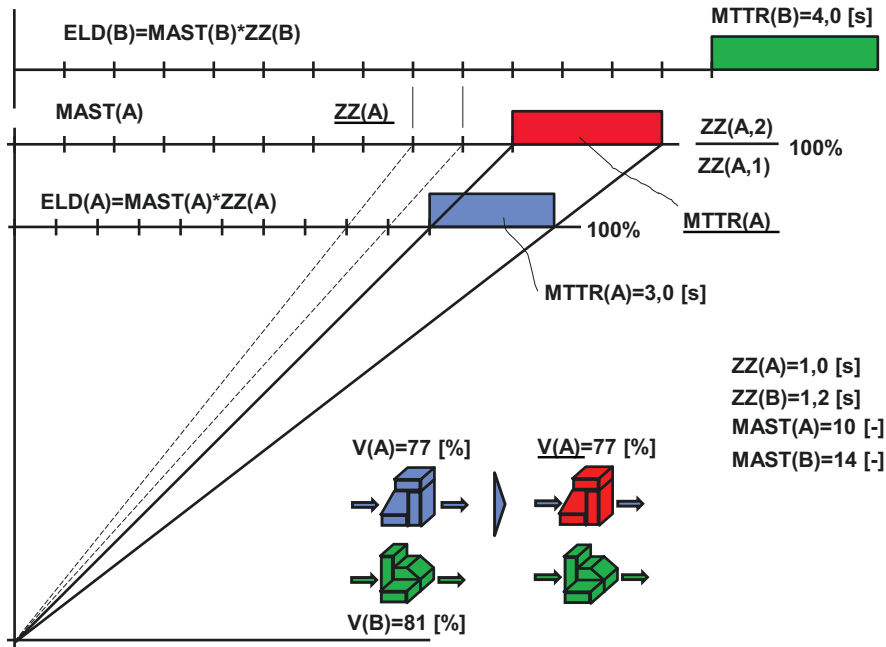 MTTR(B)=4,0 [s]
ELD(B)=MAST(B)*ZZ(B)
MAST(A)
ZZ(A)
ZZ(A,2)
ZZ(A,1)
100%
ELD(A)=MAST(A)*ZZ(A)
100%
MTTR(A)
MTTR(A)=3,0 [s]
ZZ(A)=1,0 [s]
ZZ(B)=1,2 [s]
MAST(A)=10 [-]
MAST(B)=14 [-]
V(A)=77 [%]
V(A)=77 [%]
V(B)=81 [%]